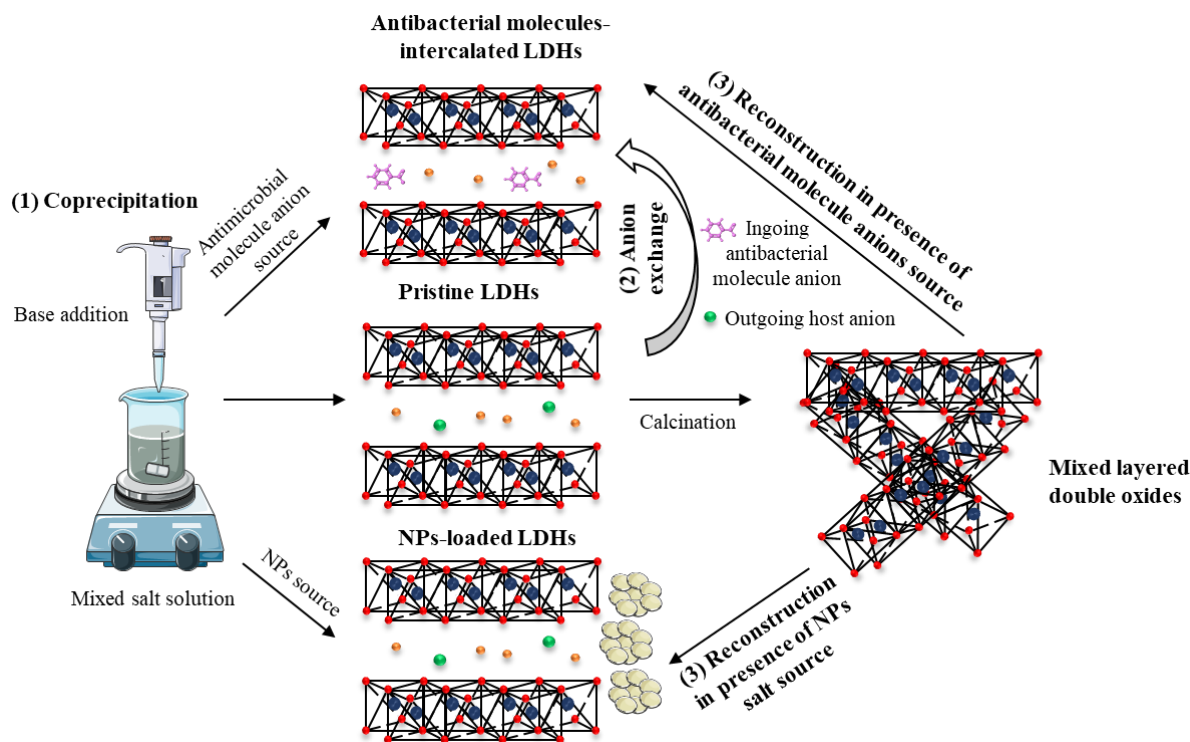 Antibacterial molecules-
intercalated LDHs
(1) Coprecipitation
Antimicrobial
molecule anion
source
Base addition
Mixed salt solution
(2) Anion
exchange
Ingoing
antibacterial
molecule anion
Outgoing host anion
(3) Reconstruction in presence of
antibacterial molecule anions source
Pristine LDHs
Calcination
Mixed layered
double oxides
NPs source
NPs-loaded LDHs
(3) Reconstruction
in presence of NPs
salt source